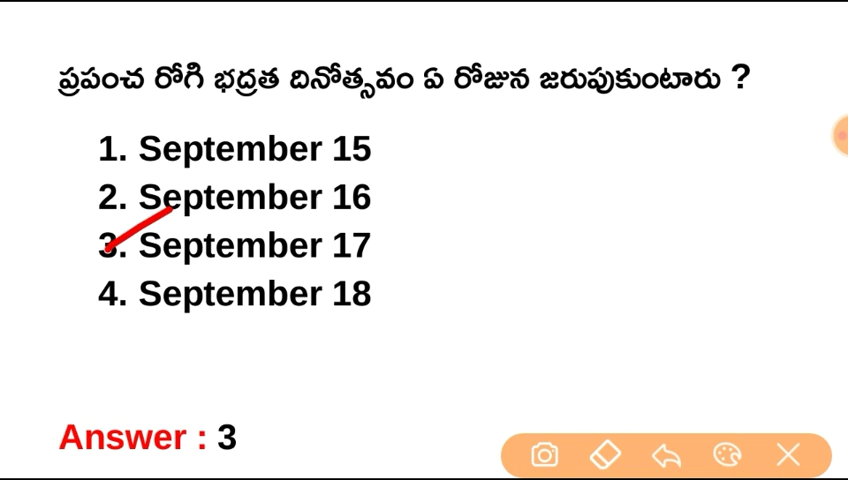 ప్రపంచ రోగి భద్రత దినోత్సవం ఏ రోజున జరుపుకుంటారు ?
1. September 15
2. September 16
3. September 17
4. September 18
Answer : 3